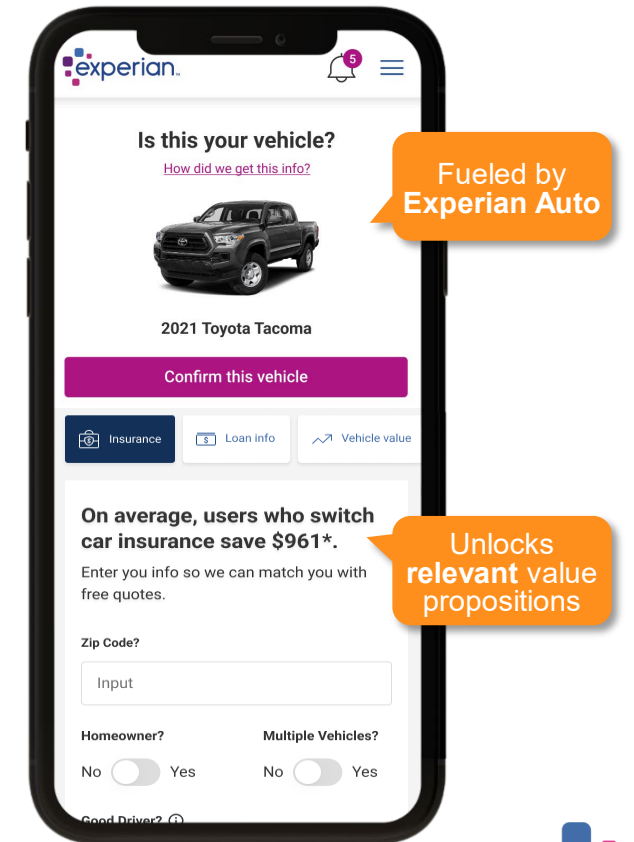 experian™
5
Is this your vehicle?
How did we get this info?
Fueled by
Experian Auto
2021 Toyota Tacoma
Confirm this vehicle
Insurance
Loan info
Vehicle value
On average, users who switch
car insurance save $961*.
Unlocks
relevant value
propositions
Enter you info so we can match you with
free quotes.
Zip Code?
Input
Homeowner?
Multiple Vehicles?
No Yes
No Yes
Good Driver?